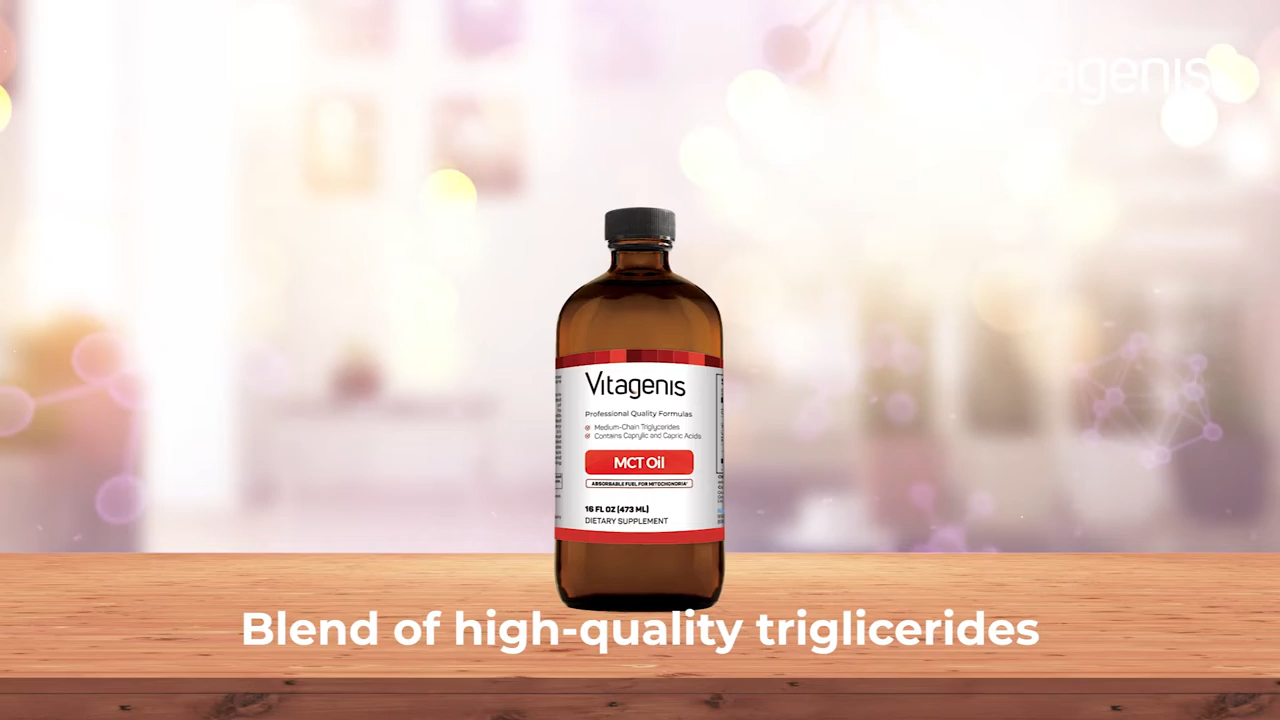 agenis
Vitagenis
Professional Quality Formulas
Medium-Chain Triglycerides
Contains Caprylic and Capric Acids
MCT Oil
ABSORBABLE FUEL FOR MITOCHONDRIA*
16 FL OZ (473 ML)
DIETARY SUPPLEMENT
Blend of high-quality triglicerides